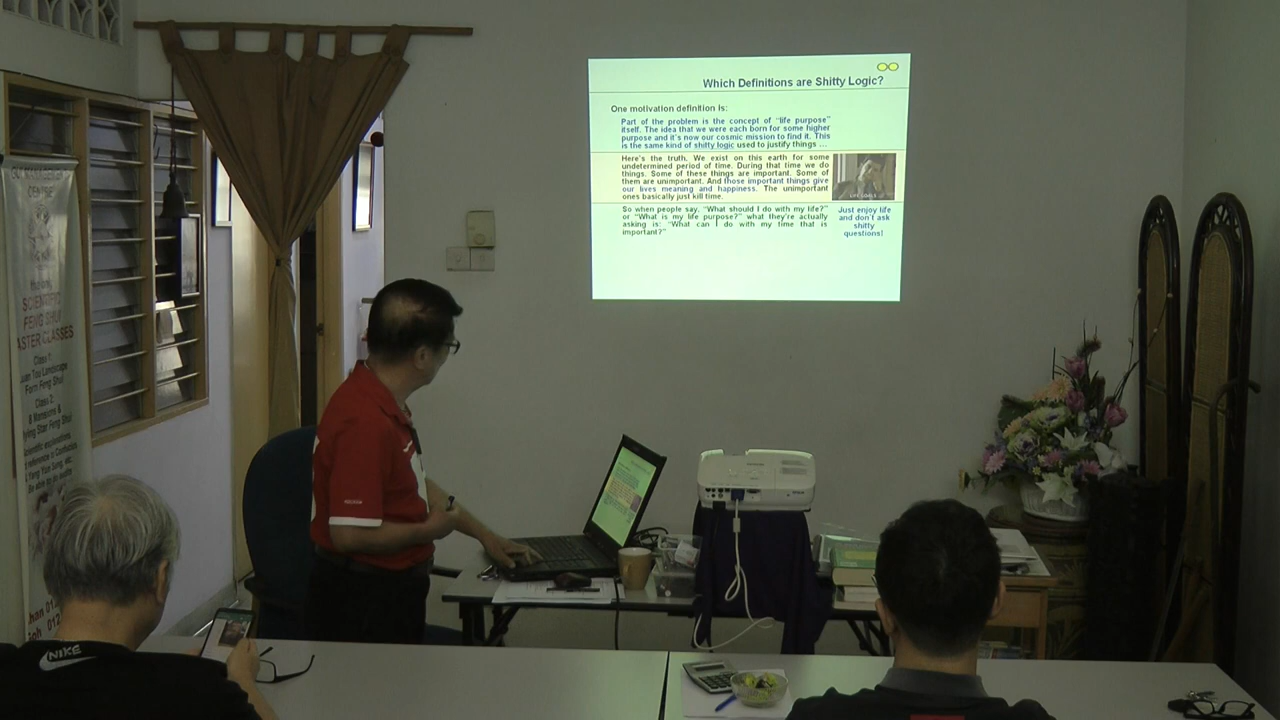 Which Definitions are Shitty Logic?
One motivation definition is:
Part of the problem is the concept of "life purpose"
itself. The idea that we were each born for some higher
purpose and it's now our cosmic mission to find it. This
is the same kind of shitty logic used to justify things ...
Here's the truth. We exist on this earth for some
undetermined period of time. During that time we do
things. Some of these things are important. Some of
them are unimportant. And those important things give
our lives meaning and happiness. The unimportant
ones basically just kill time.
So when people say, "What should I do with my life?"
or "What is my life purpose?" what they're actually
asking is: "What can I do with my time that is
important?"
Just enjoy life
and don't ask
shitty
questions!
CENTRE
SCIENTIFIC
FENG SHUI
ASTER CLASSES
Class 1:
uan Tou Landscape
Form Feng Shui
Class 2:
8 Mansions &
ying Star Feng Shui
NIKE